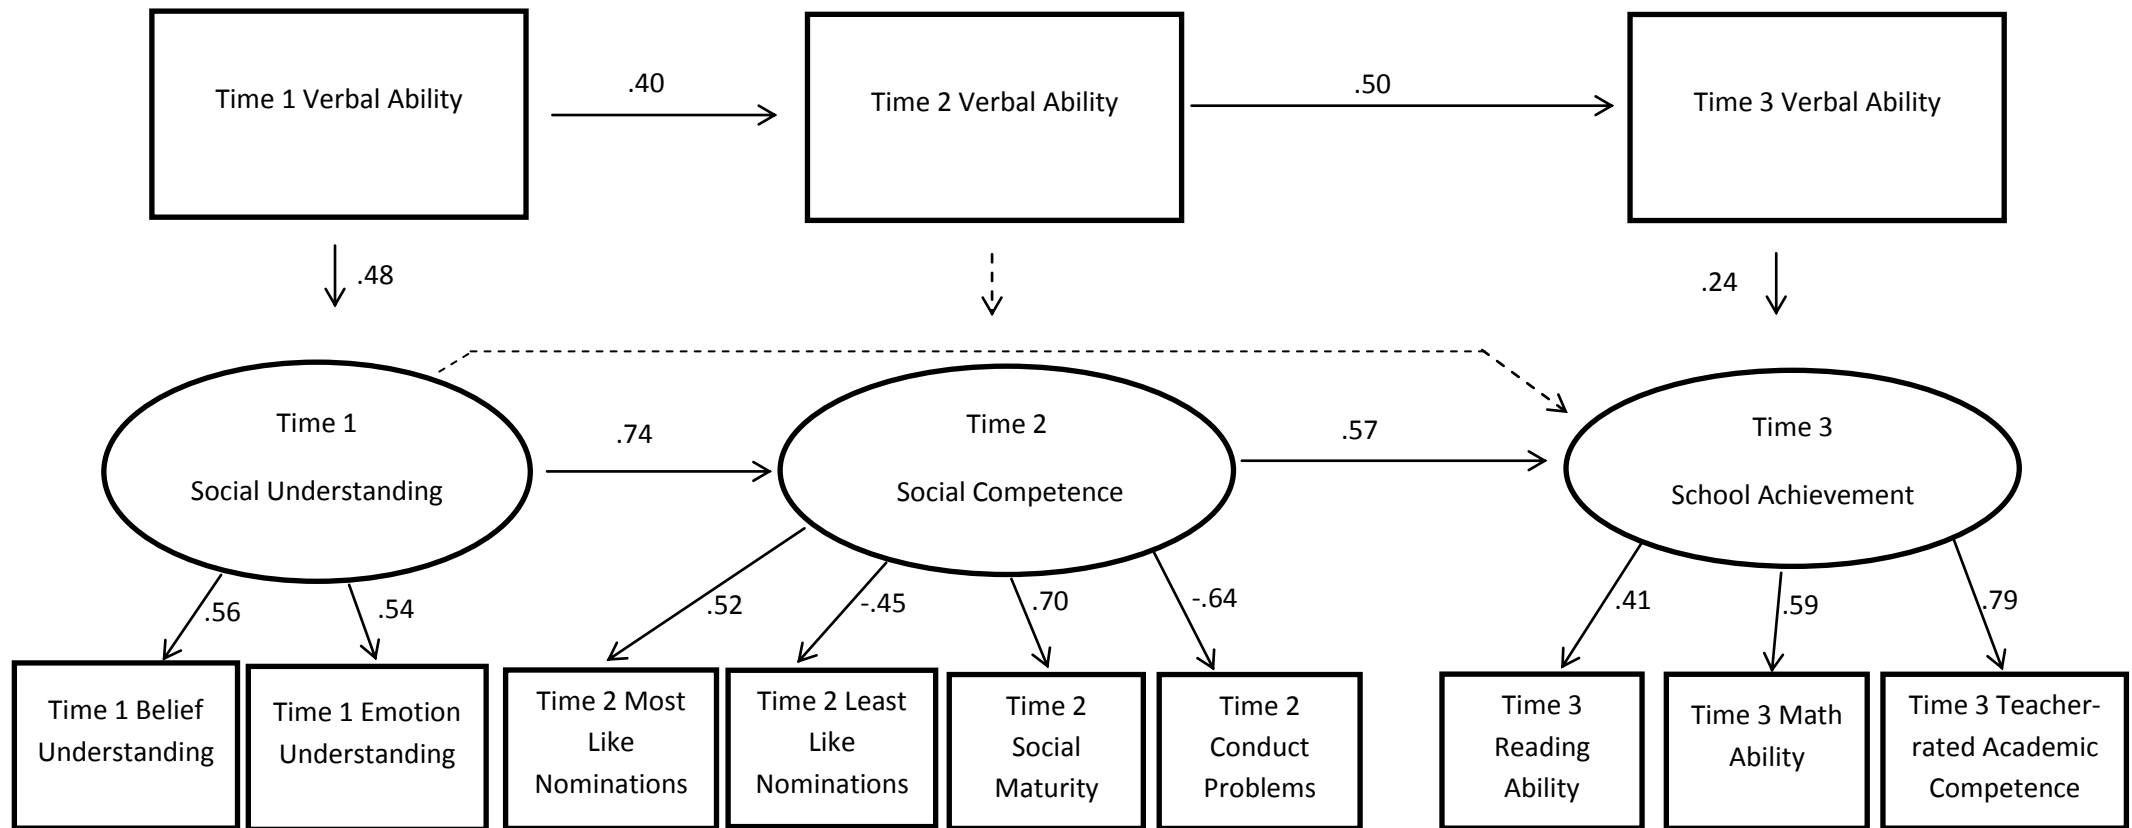 Time 1 Verbal Ability
.40
Time 2 Verbal Ability
.50
Time 3 Verbal Ability
.48
.24
Time 1
Social Understanding
.74
Time 2
Social Competence
.57
Time 3
School Achievement
.56
.54
.52
-.45
.70
-.64
.41
.59
.79
Time 1 Belief
Understanding
Time 1 Emotion
Understanding
Time 2 Most
Like
Nominations
Time 2 Least
Like
Nominations
Time 2
Social
Maturity
Time 2
Conduct
Problems
Time 3
Reading
Ability
Time 3 Math
Ability
Time 3 Teacher-
rated Academic
Competence